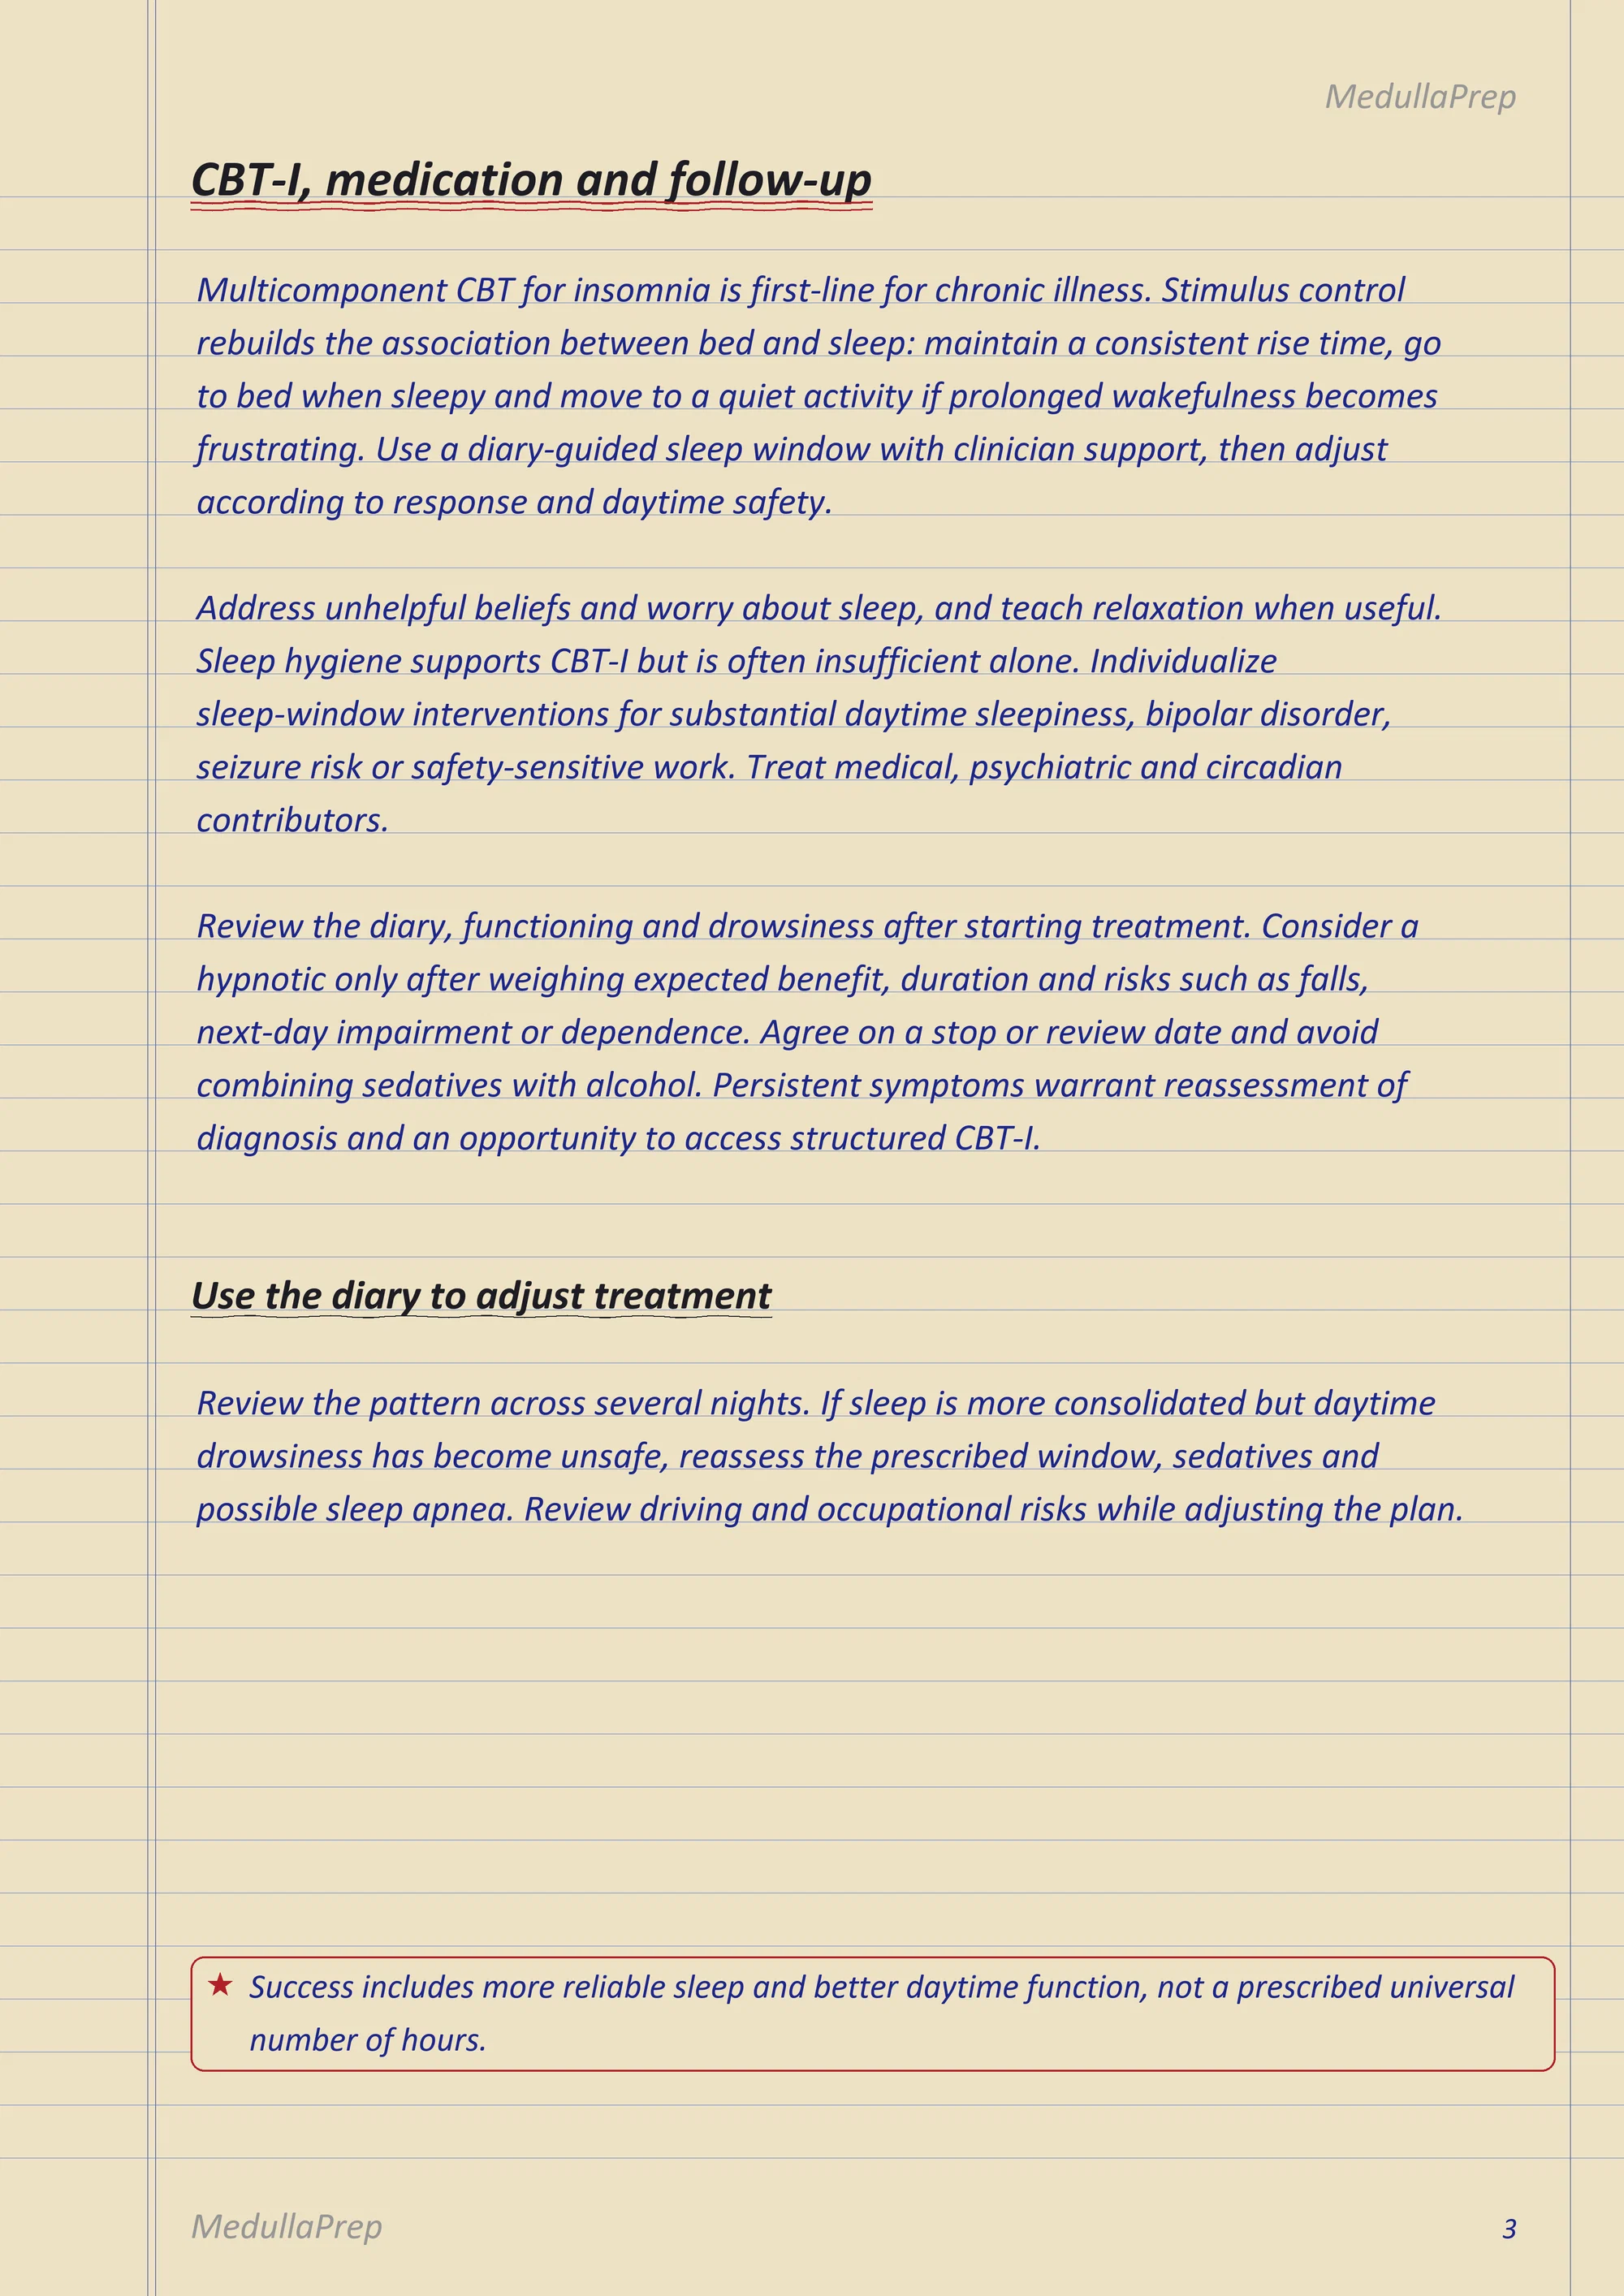 MedullaPrep
CBT-I, medication and follow-up
Multicomponent CBT for insomnia is first-line for chronic illness. Stimulus control
rebuilds the association between bed and sleep: maintain a consistent rise time, go
to bed when sleepy and move to a quiet activity if prolonged wakefulness becomes
frustrating. Use a diary-guided sleep window with clinician support, then adjust
according to response and daytime safety.
Address unhelpful beliefs and worry about sleep, and teach relaxation when useful.
Sleep hygiene supports CBT-I but is often insufficient alone. Individualize
sleep-window interventions for substantial daytime sleepiness, bipolar disorder,
seizure risk or safety-sensitive work. Treat medical, psychiatric and circadian
contributors.
Review the diary, functioning and drowsiness after starting treatment. Consider a
hypnotic only after weighing expected benefit, duration and risks such as falls,
next-day impairment or dependence. Agree on a stop or review date and avoid
combining sedatives with alcohol. Persistent symptoms warrant reassessment of
diagnosis and an opportunity to access structured CBT-I.
Use the diary to adjust treatment
Review the pattern across several nights. If sleep is more consolidated but daytime
drowsiness has become unsafe, reassess the prescribed window, sedatives and
possible sleep apnea. Review driving and occupational risks while adjusting the plan.
★ Success includes more reliable sleep and better daytime function, not a prescribed universal
number of hours.
MedullaPrep
3